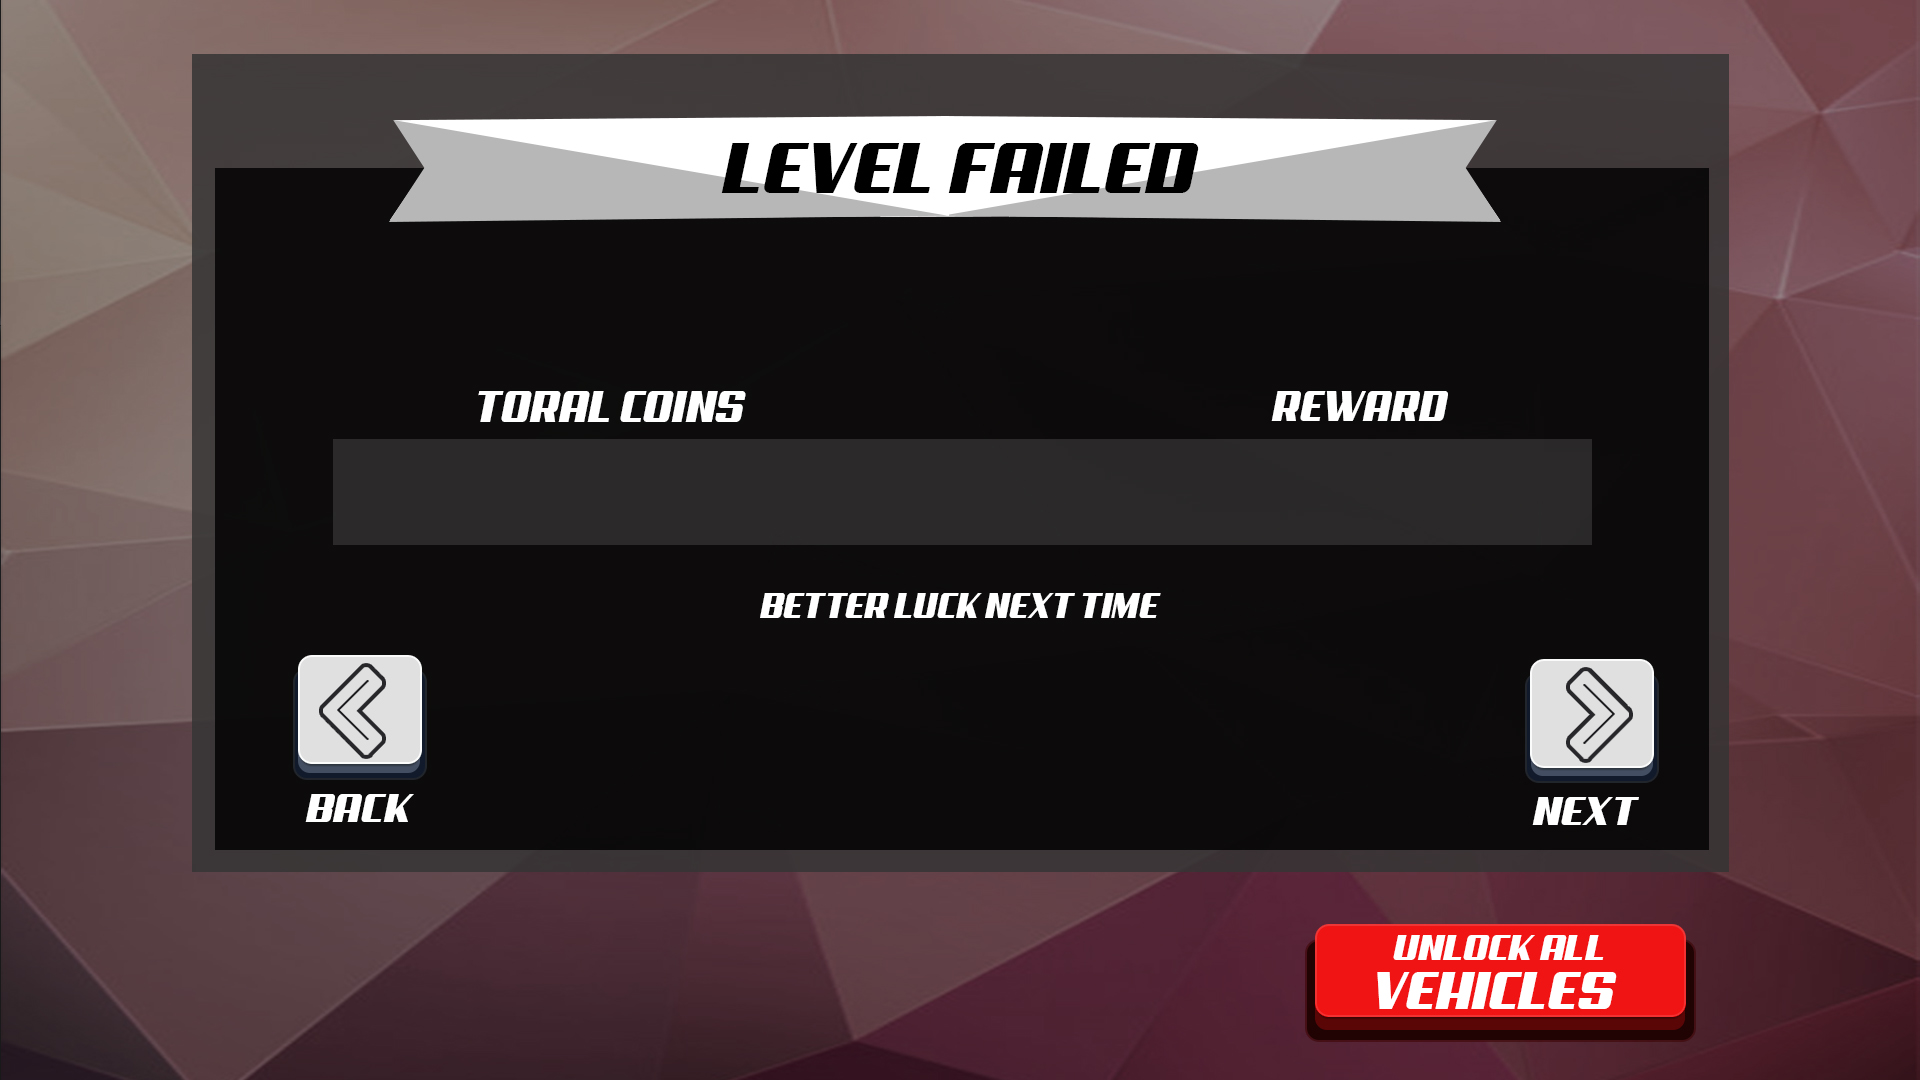 LEVEL FAILED
TORAL COINS
REWARD
BETTER LUCK NEXT TIME
BACK
NEXT
UNLOCK ALL
VEHICLES